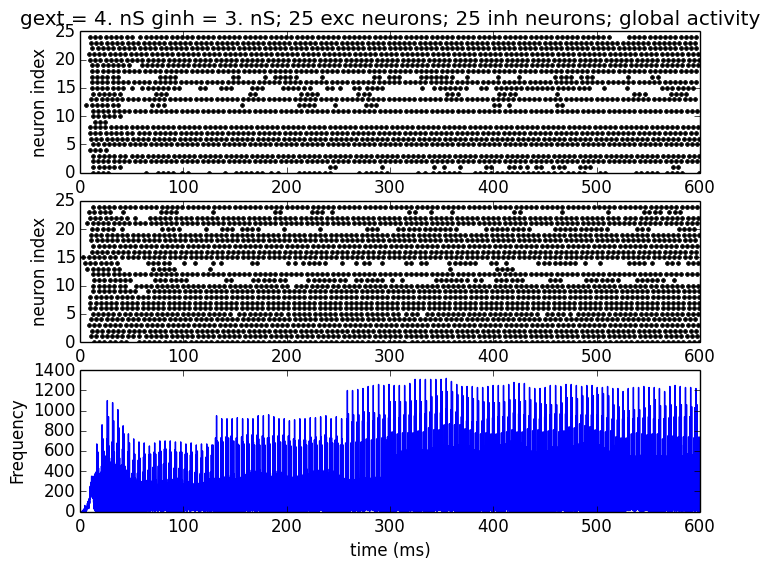 gext = 4. nS ginh = 3. nS; 25 exc neurons; 25 inh neurons; global activity
25
20
15
10
5
0
neuron index
0 100 200 300 400 500 600
25
20
15
10
5
0
neuron index
0 100 200 300 400 500 600
1400
1200
1000
800
600
400
200
0
Frequency
0 100 200 300 400 500 600
time (ms)